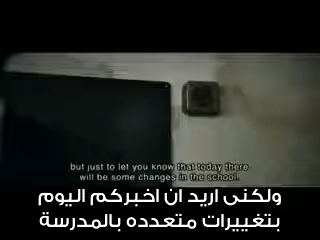 but just to let you know that today there
will be some changes in the school.
ولكنى اريد ان اخبركم اليوم
بتغييرات متعدده بالمدرسة